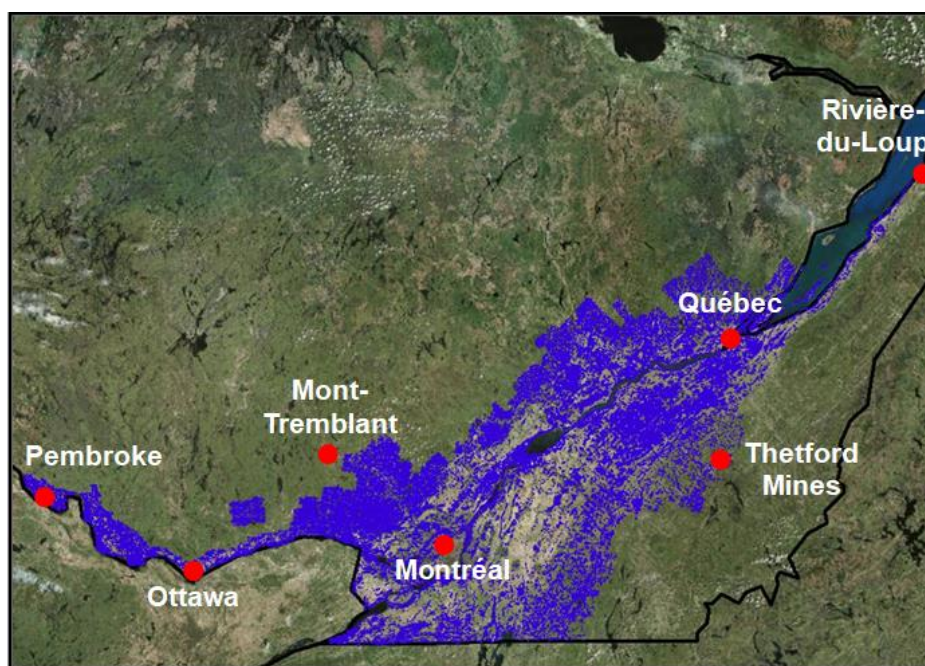 Rivière-
du-Loup
Québec
Mont-
Tremblant
Pembroke
Thetford
Mines
Montréal
Ottawa